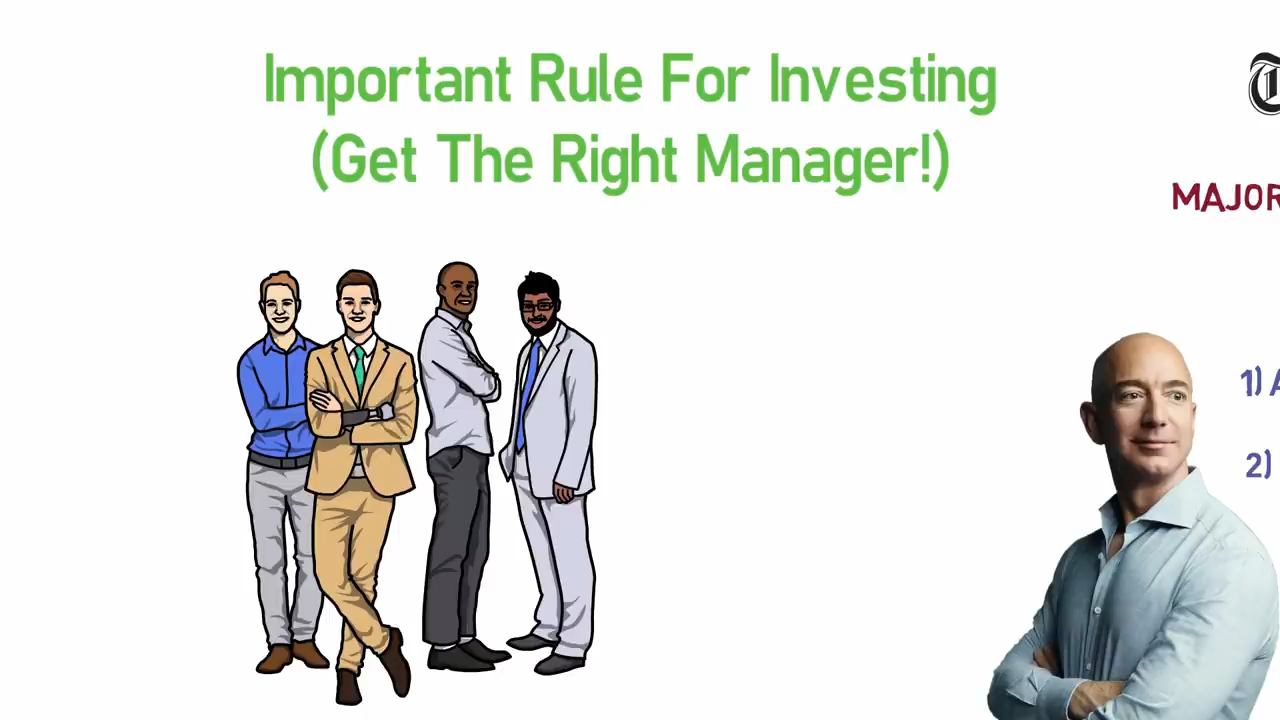 Important Rule For Investing
(Get The Right Manager!)
MAJOR
1) A
2)